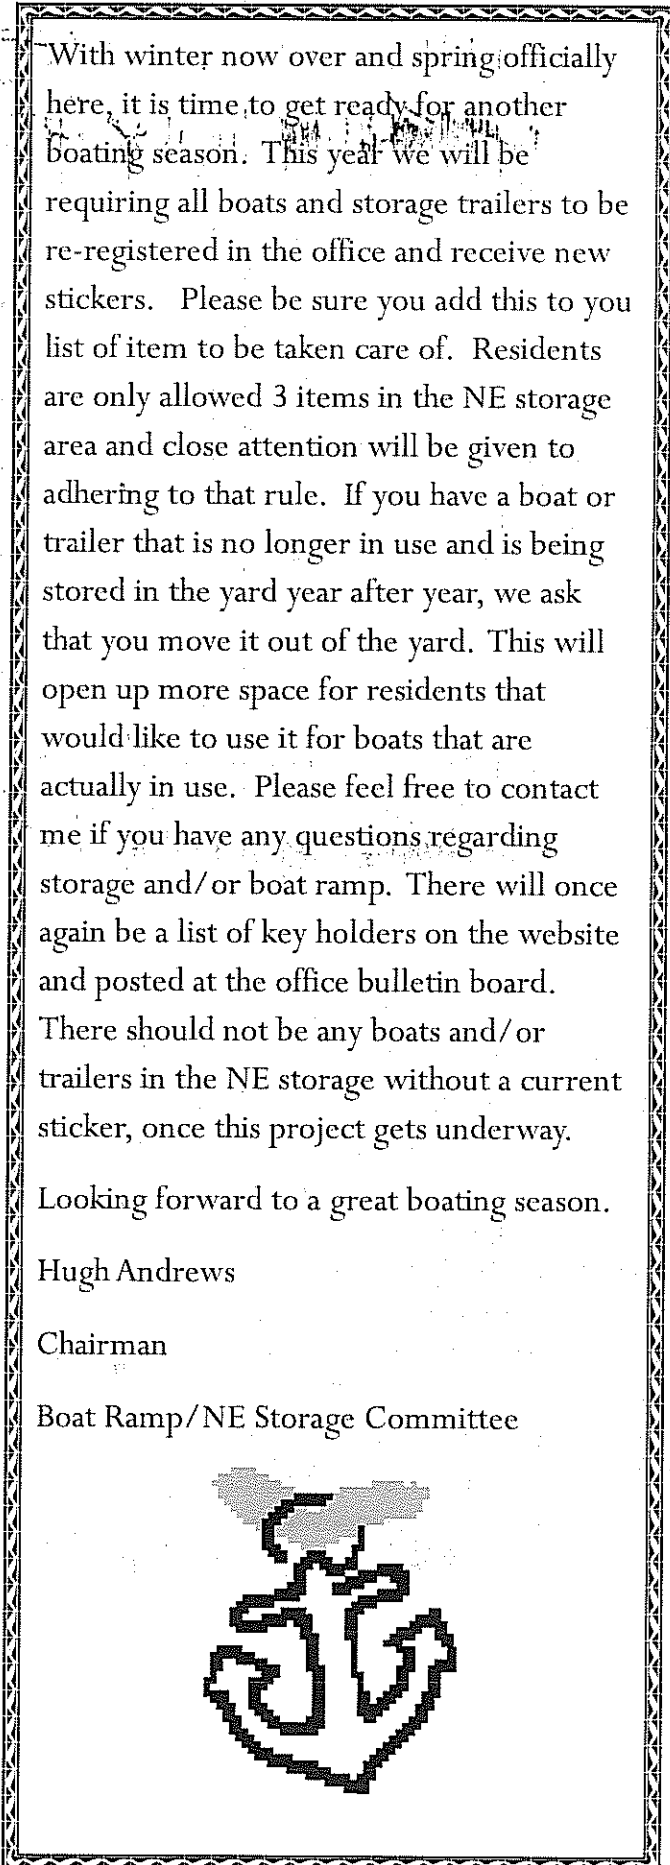 With winter now over and spring officially
here, it is time to get ready for another
boating season.  This year we will be
requiring all boats and storage trailers to be
re-registered in the office and receive new
stickers.   Please be sure you add this to you
list of item to be taken care of.  Residents
are only allowed 3 items in the NE storage
area and close attention will be given to
adhering to that rule.  If you have a boat or
trailer that is no longer in use and is being
stored in the yard year after year, we ask
that you move it out of the yard.  This will
open up more space for residents that
would like to use it for boats that are
actually in use.  Please feel free to contact
me if you have any questions regarding
storage and/or boat ramp.  There will once
again be a list of key holders on the website
and posted at the office bulletin board.
There should not be any boats and/or
trailers in the NE storage without a current
sticker, once this project gets underway.
Looking forward to a great boating season.
Hugh Andrews
Chairman
Boat Ramp/NE Storage Committee